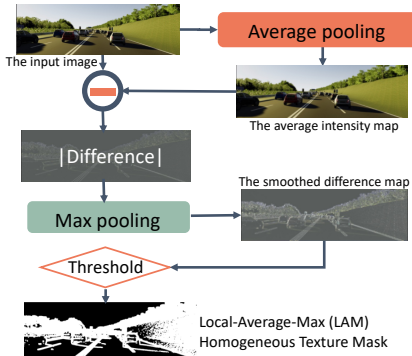 Average pooling
The input image
The average intensity map
|Difference|
The smoothed difference map
Max pooling
Threshold
Local-Average-Max (LAM)
Homogeneous Texture Mask